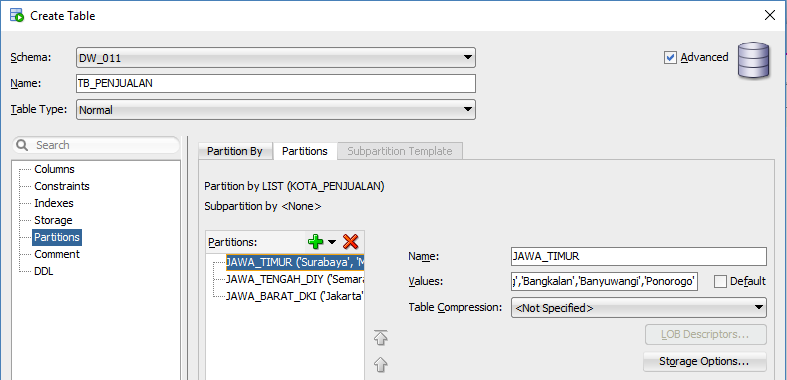 Create Table
Schema: DW_011 Advanced
Name: TB_PENJUALAN
Table Type: Normal
Search
Columns
Constraints
Indexes
Storage
Partitions
Comment
DDL
Partition By Partitions Subpartition Template
Partition by LIST (KOTA_PENJUALAN)
Subpartition by <None>
Partitions:
JAWA_TIMUR ('Surabaya', 'M
JAWA_TENGAH_DIY ('Semara
JAWA_BARAT_DKI ('Jakarta'
Name: JAWA_TIMUR
Values: ','Bangkalan','Banyuwangi','Ponorogo' Default
Table Compression: <Not Specified>
LOB Descriptors...
Storage Options...